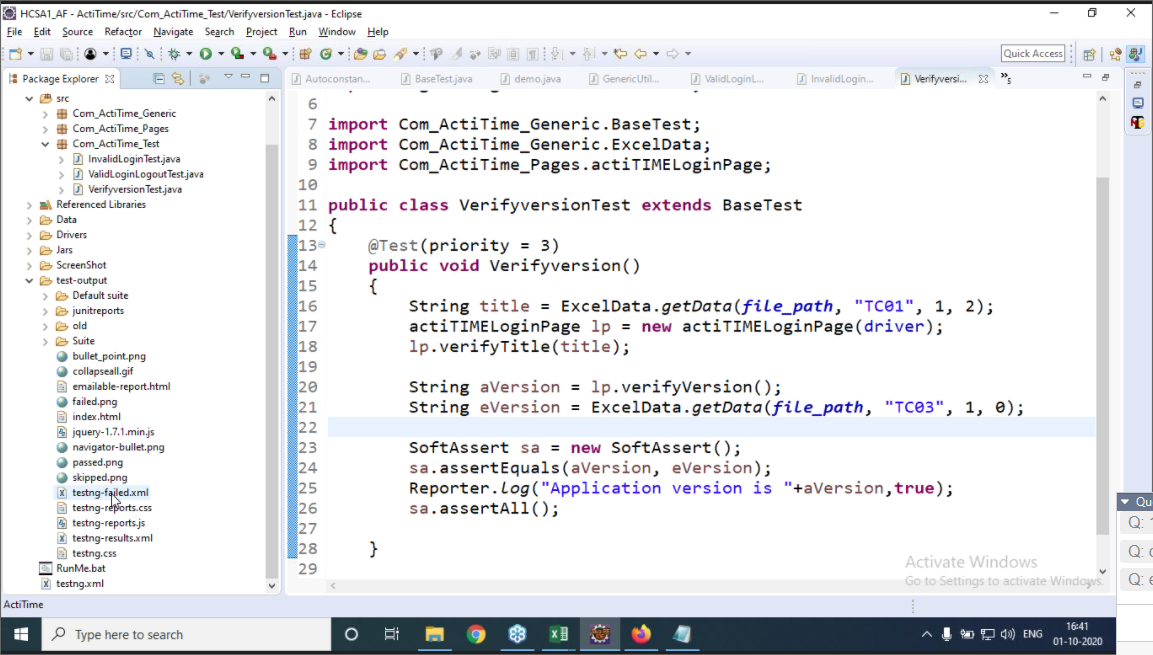 HCSA1_AF - ActiTime/src/Com_ActiTime_Test/VerifyversionTest.java - Eclipse
File Edit Source Refactor Navigate Search Project Run Window Help
Quick Access
Package Explorer
Autoconstan... BaseTest.java demo.java GenericUtil... ValidLoginL... InvalidLogin... Verifyversi... »5
src
Com_ActiTime_Generic
Com_ActiTime_Pages
Com_ActiTime_Test
InvalidLoginTest.java
ValidLoginLogoutTest.java
VerifyversionTest.java
Referenced Libraries
Data
Drivers
Jars
ScreenShot
test-output
Default suite
junitreports
old
Suite
bullet_point.png
collapseall.gif
emailable-report.html
failed.png
index.html
jquery-1.7.1.min.js
navigator-bullet.png
passed.png
skipped.png
testng-failed.xml
testng-reports.css
testng-reports.js
testng-results.xml
testng.css
RunMe.bat
testng.xml
6
7 import Com_ActiTime_Generic.BaseTest;
8 import Com_ActiTime_Generic.ExcelData;
9 import Com_ActiTime_Pages.actiTIMELoginPage;
10
11 public class VerifyversionTest extends BaseTest
12 {
13 @Test(priority = 3)
14 public void Verifyversion()
15 {
16 String title = ExcelData.getData(file_path, "TC01", 1, 2);
17 actiTIMELoginPage lp = new actiTIMELoginPage(driver);
18 lp.verifyTitle(title);
19
20 String aVersion = lp.verifyVersion();
21 String eVersion = ExcelData.getData(file_path, "TC03", 1, 0);
22
23 SoftAssert sa = new SoftAssert();
24 sa.assertEquals(aVersion, eVersion);
25 Reporter.log("Application version is "+aVersion,true);
26 sa.assertAll();
27
28 }
29
Activate Windows
Go to Settings to activate Windows.
Q:
Q:
Q:
ActiTime
Type here to search
ENG
16:41
01-10-2020